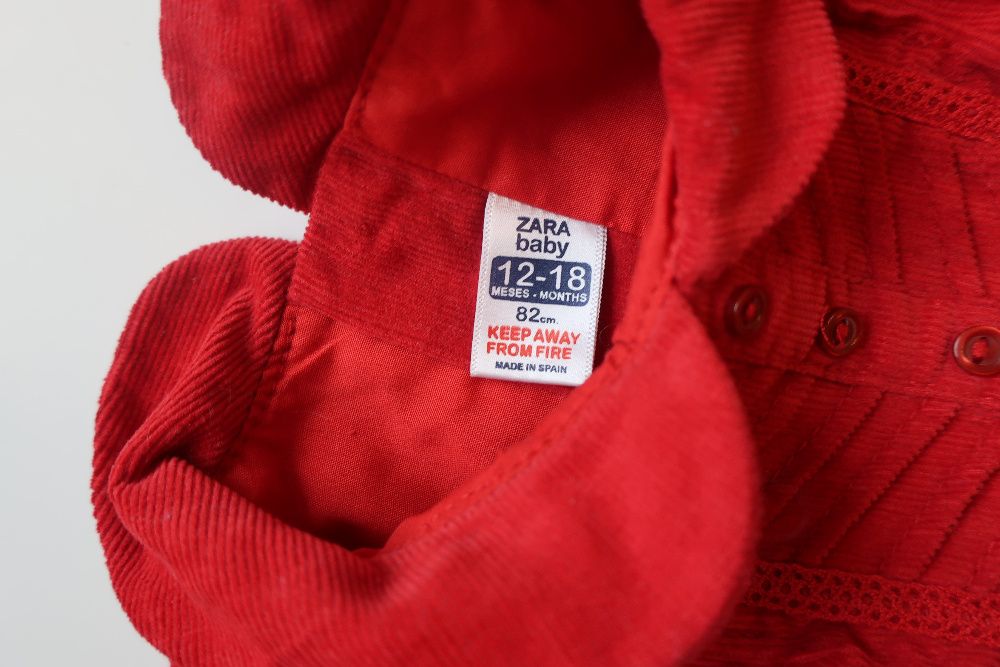 ZARA
baby
12-18
MESES - MONTHS
82cm.
KEEP AWAY
FROM FIRE
MADE IN SPAIN